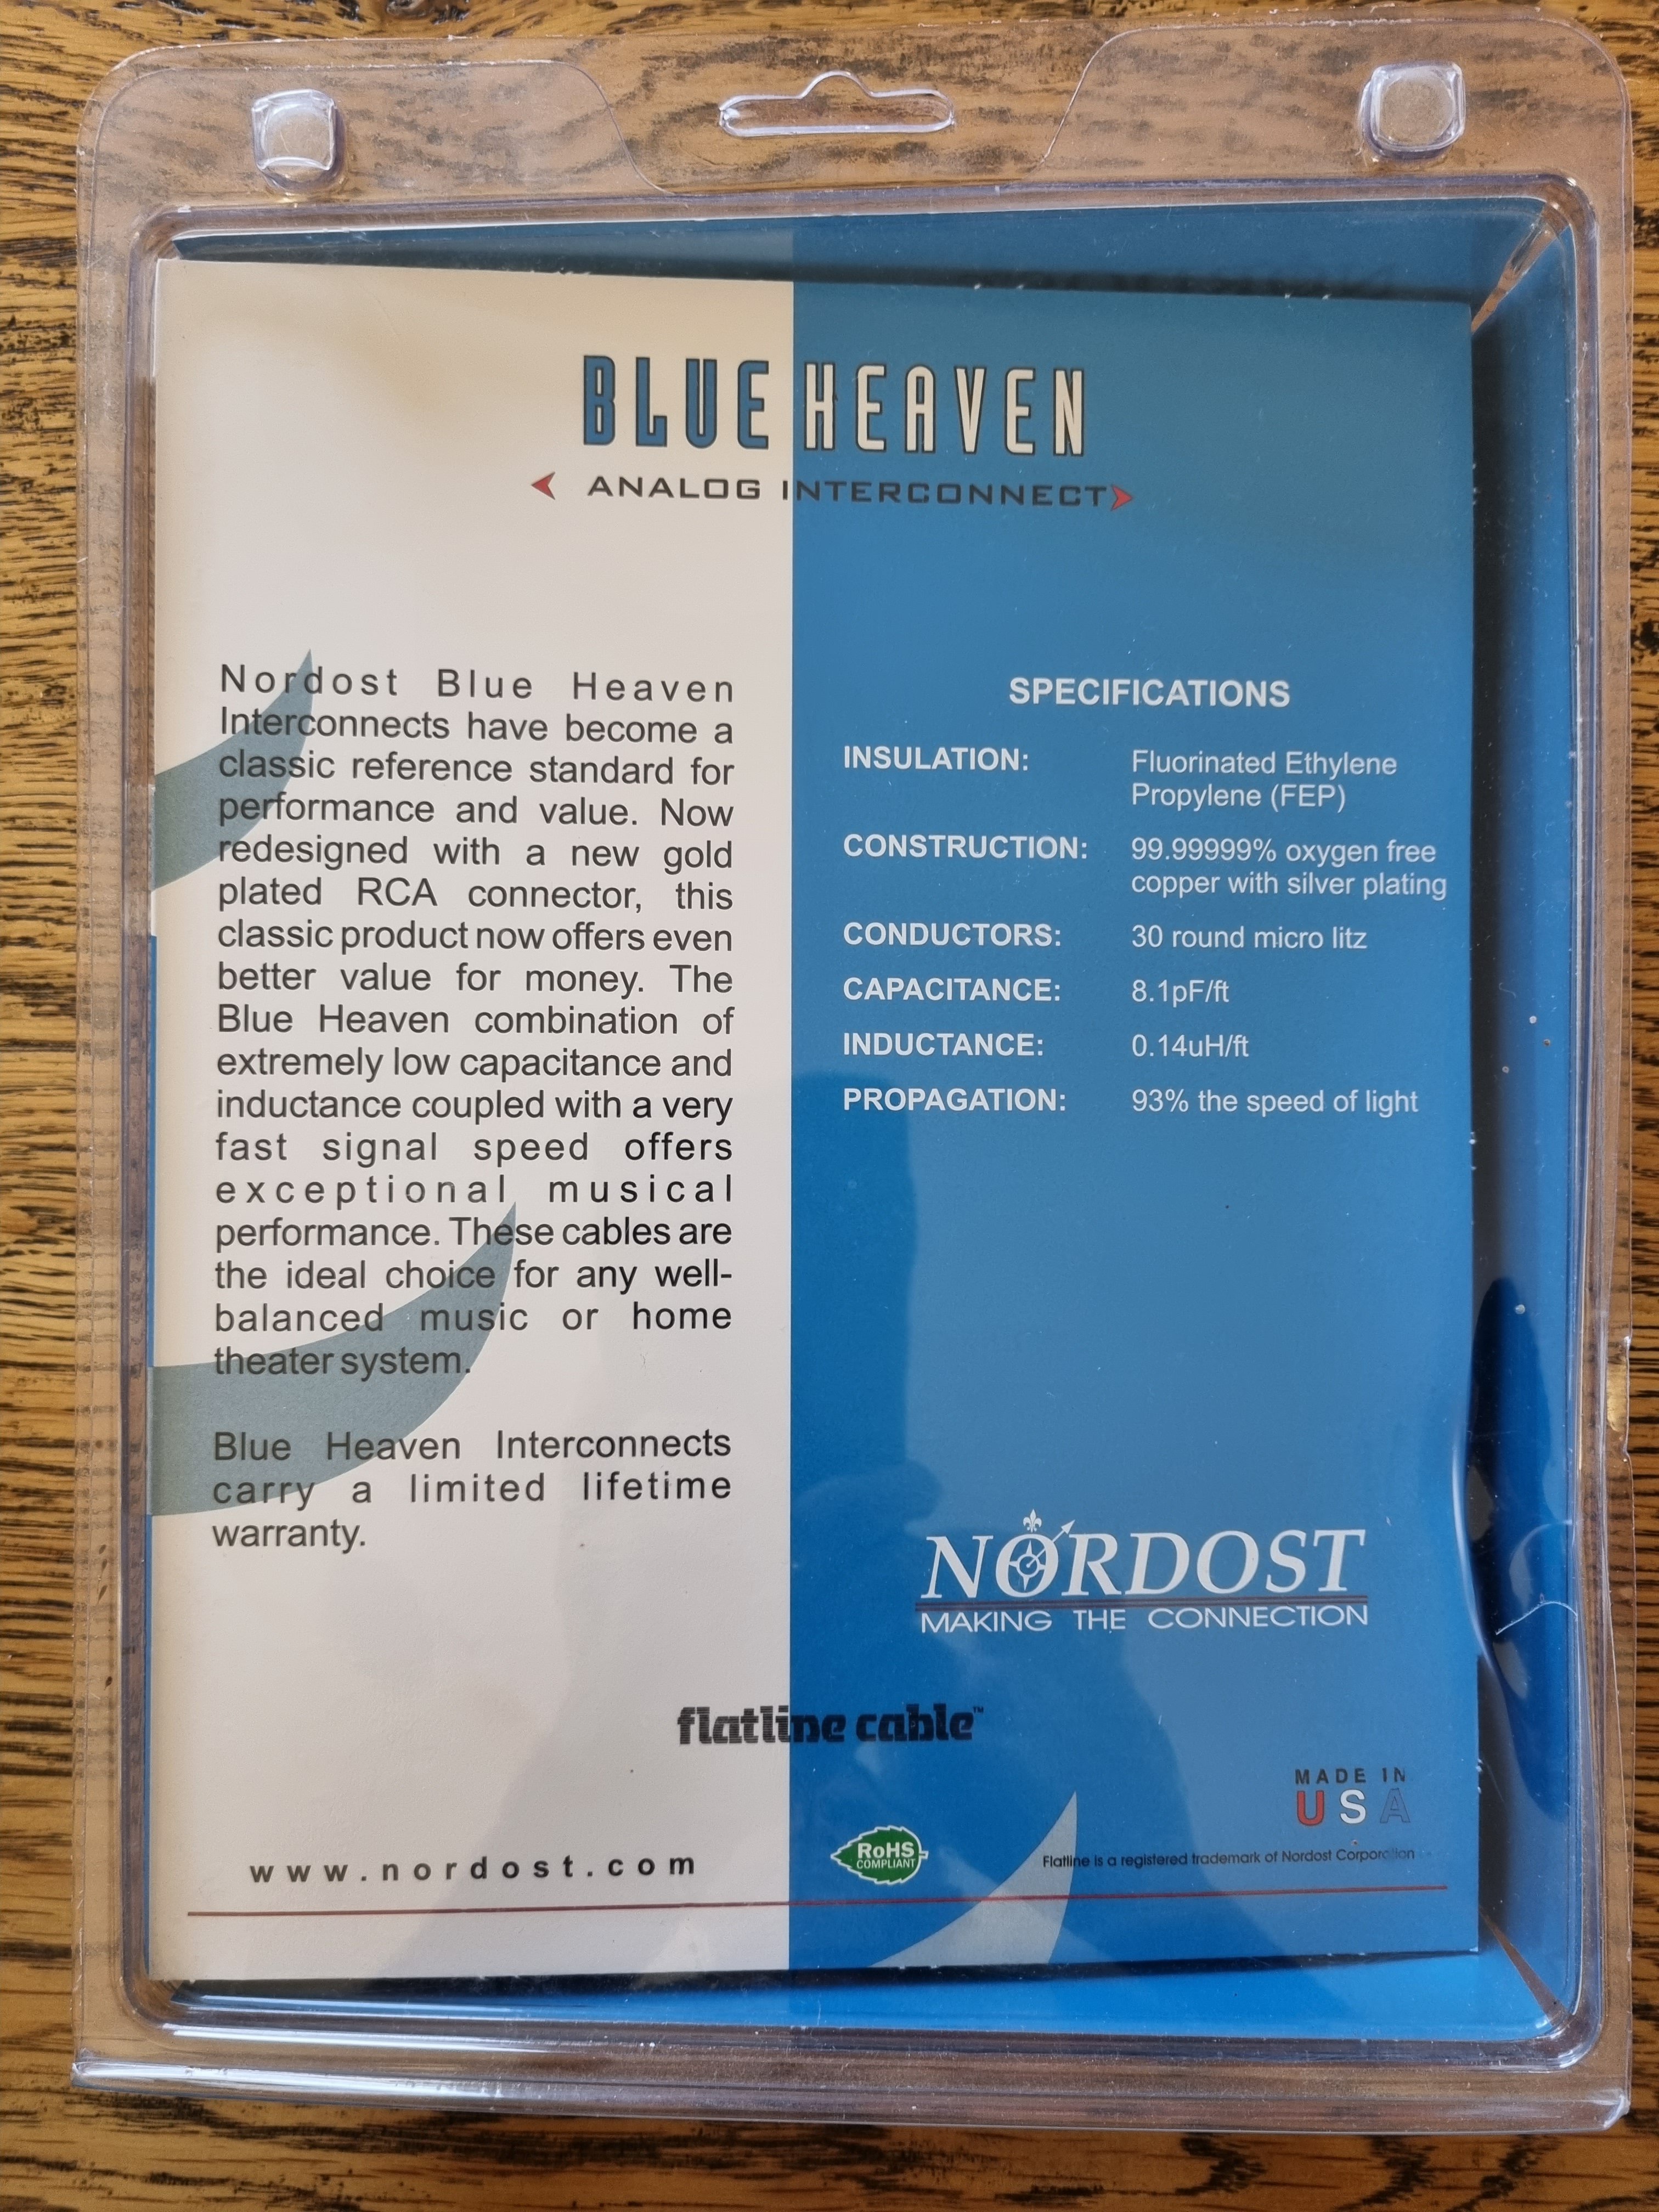 BLUE HEAVEN
ANALOG INTERCONNECT
Nordost Blue Heaven
Interconnects have become a
classic reference standard for
performance and value. Now
redesigned with a new gold
plated RCA connector, this
classic product now offers even
better value for money. The
Blue Heaven combination of
extremely low capacitance and
inductance coupled with a very
fast signal speed offers
exceptional musical
performance. These cables are
the ideal choice for any well-
balanced music or home
theater system.
Blue Heaven Interconnects
carry a limited lifetime
warranty.
SPECIFICATIONS
INSULATION: Fluorinated Ethylene
Propylene (FEP)
CONSTRUCTION: 99.99999% oxygen free
copper with silver plating
CONDUCTORS: 30 round micro litz
CAPACITANCE: 8.1pF/ft
INDUCTANCE: 0.14uH/ft
PROPAGATION: 93% the speed of light
NORDOST
MAKING THE CONNECTION
flatline cable™
MADE IN
USA
www.nordost.com
RoHS
COMPLIANT
Flatline is a registered trademark of Nordost Corporation